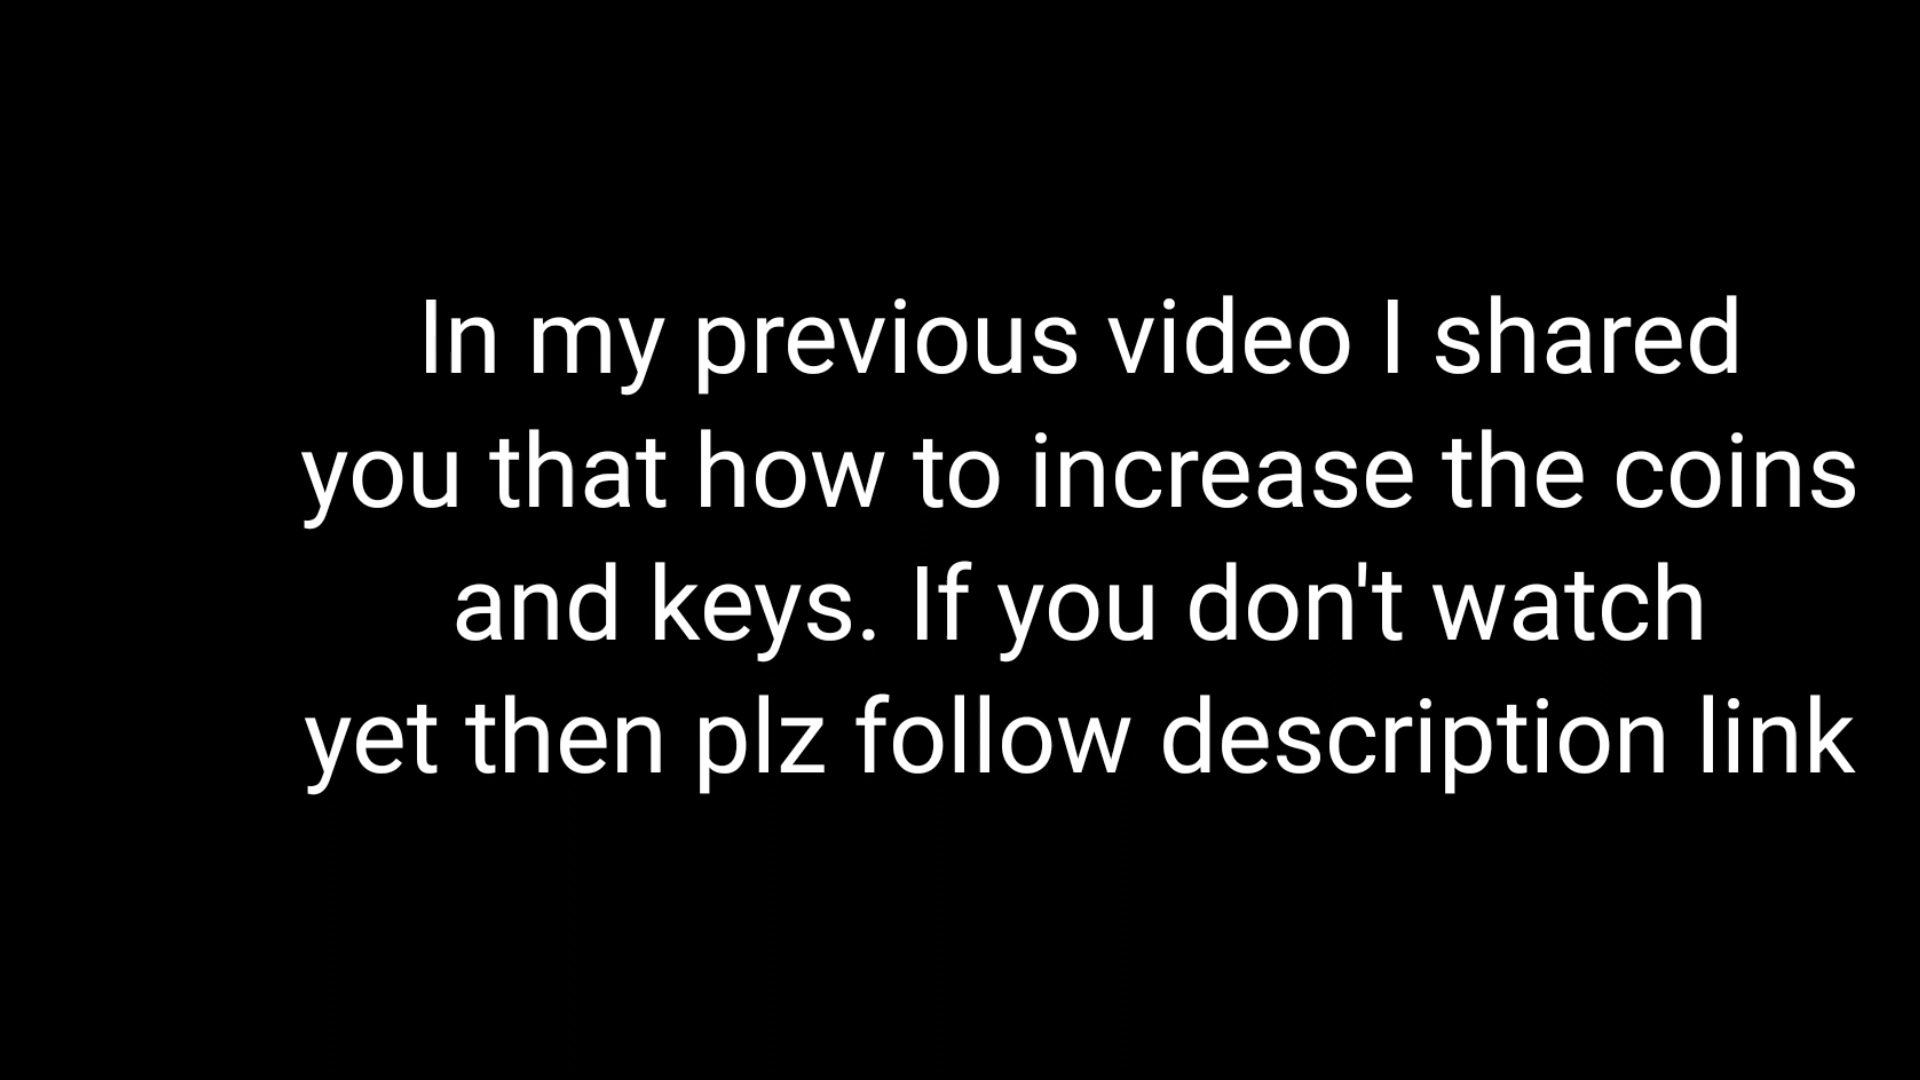 In my previous video I shared
you that how to increase the coins
and keys. If you don't watch
yet then plz follow description link